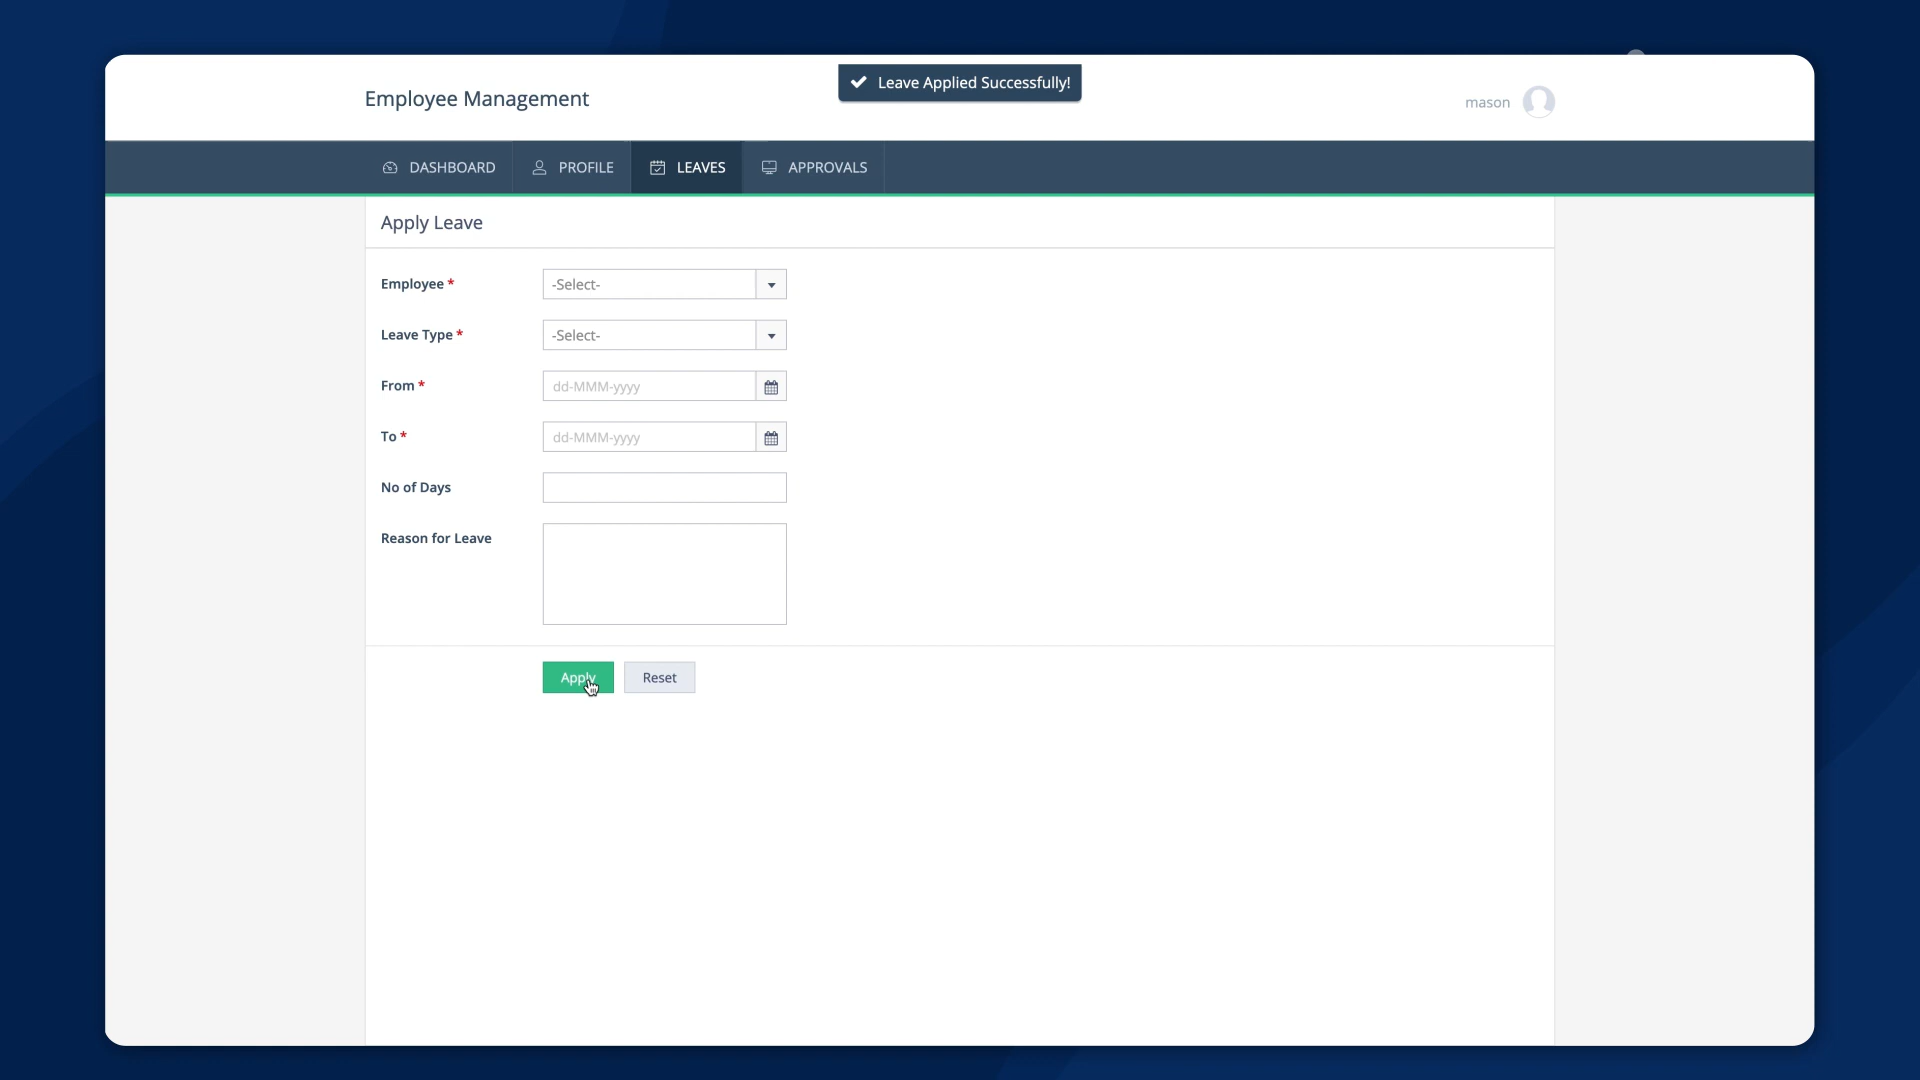 Leave Applied Successfully!
Employee Management
mason
DASHBOARD
PROFILE
LEAVES
APPROVALS
Apply Leave
Employee *
-Select-
Leave Type *
-Select-
From *
dd-MMM-yyyy
To *
dd-MMM-yyyy
No of Days
Reason for Leave
Apply
Reset